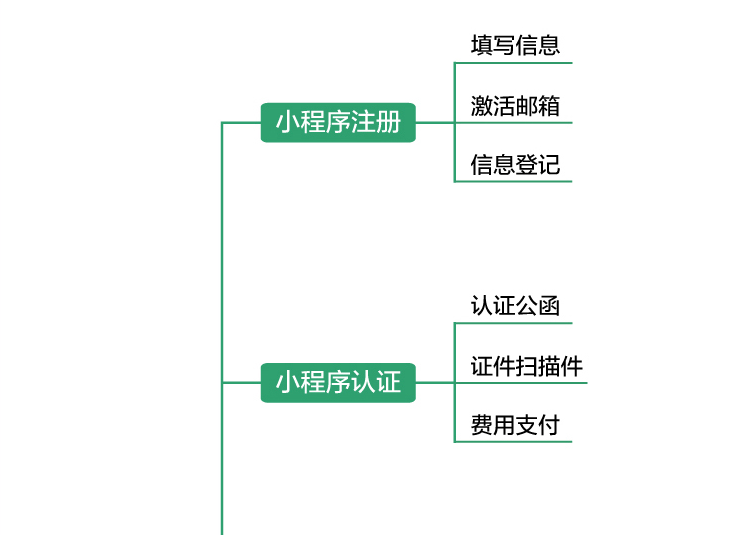 填写信息
小程序注册
激活邮箱
信息登记
认证公函
小程序认证
证件扫描件
费用支付